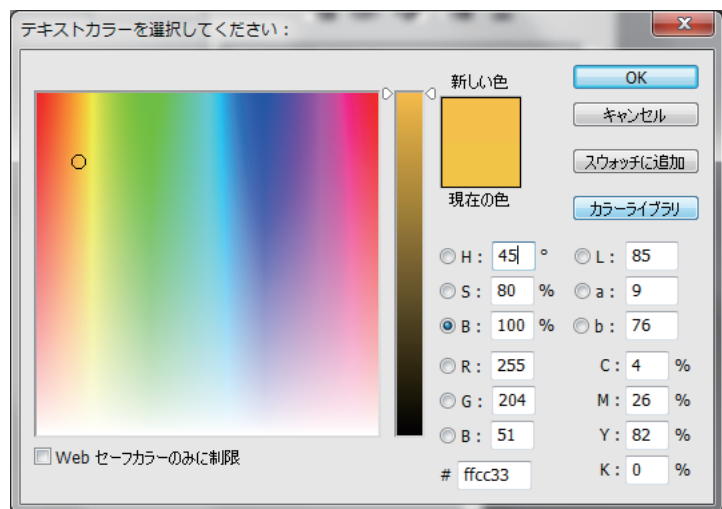 テキストカラーを選択してください：
新しい色
現在の色
OK
キャンセル
スウォッチに追加
カラーライブラリ
H： 45 °
S： 80 %
B： 100 %
R： 255
G： 204
B： 51
# ffcc33
L： 85
a： 9
b： 76
C： 4 %
M： 26 %
Y： 82 %
K： 0 %
Web セーフカラーのみに制限